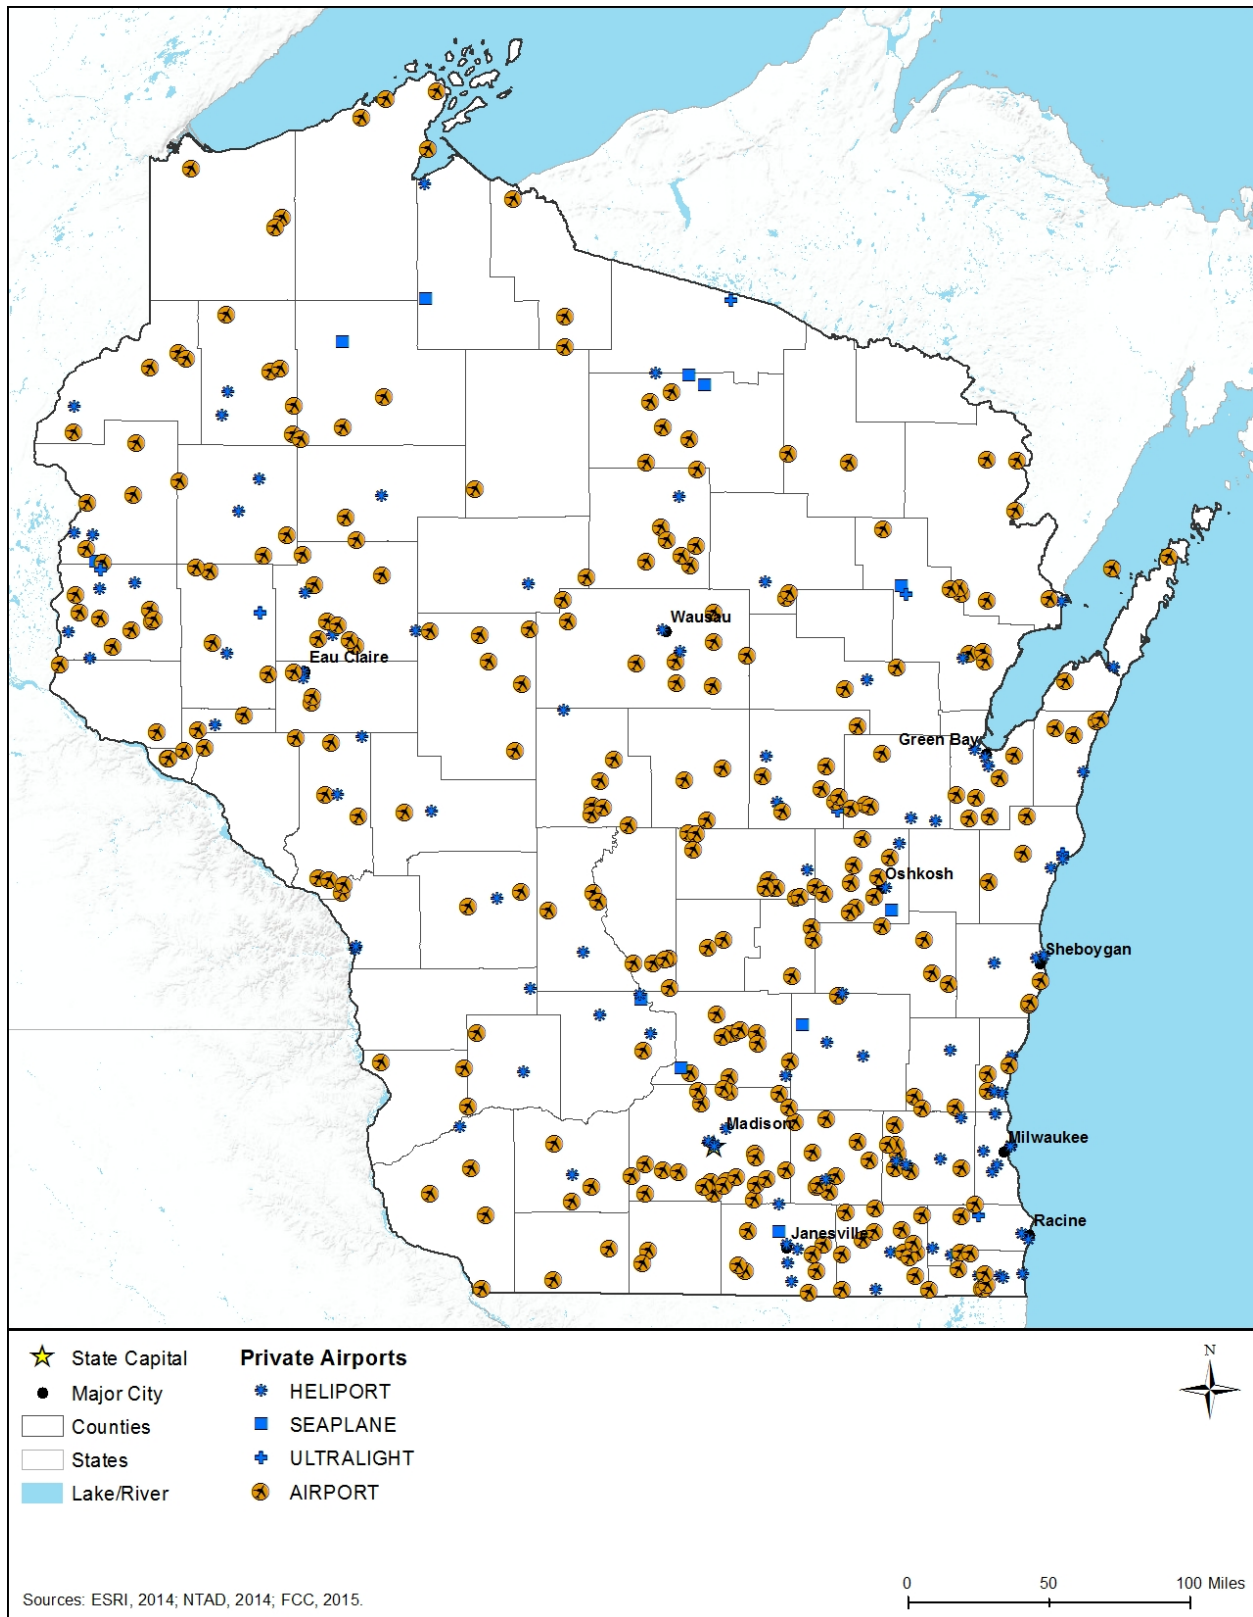 Wausau
Eau Claire
Green Bay
Oshkosh
Sheboygan
Madison
Milwaukee
Racine
Janesville
State Capital
Major City
Counties
States
Lake/River
Private Airports
HELIPORT
SEAPLANE
ULTRALIGHT
AIRPORT
N
0 50 100 Miles
Sources: ESRI, 2014; NTAD, 2014; FCC, 2015.